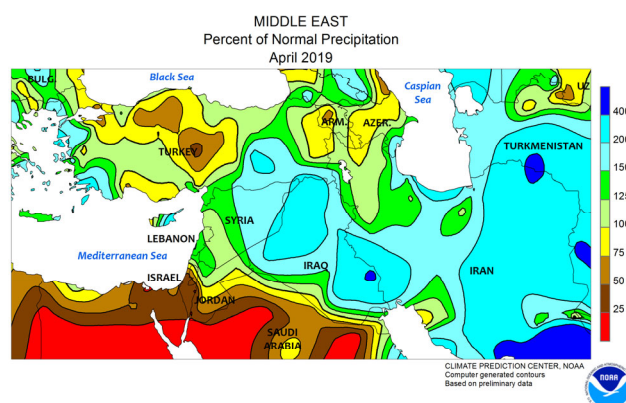 MIDDLE EAST
Percent of Normal Precipitation
April 2019
BULG.
Black Sea
Caspian
Sea
UZ
ARM.
AZER.
TURKEY
TURKMENISTAN
SYRIA
LEBANON
Mediterranean Sea
IRAQ
IRAN
ISRAEL
JORDAN
SAUDI
ARABIA
400
200
150
125
100
75
50
25
CLIMATE PREDICTION CENTER, NOAA
Computer generated contours
Based on preliminary data
NOAA